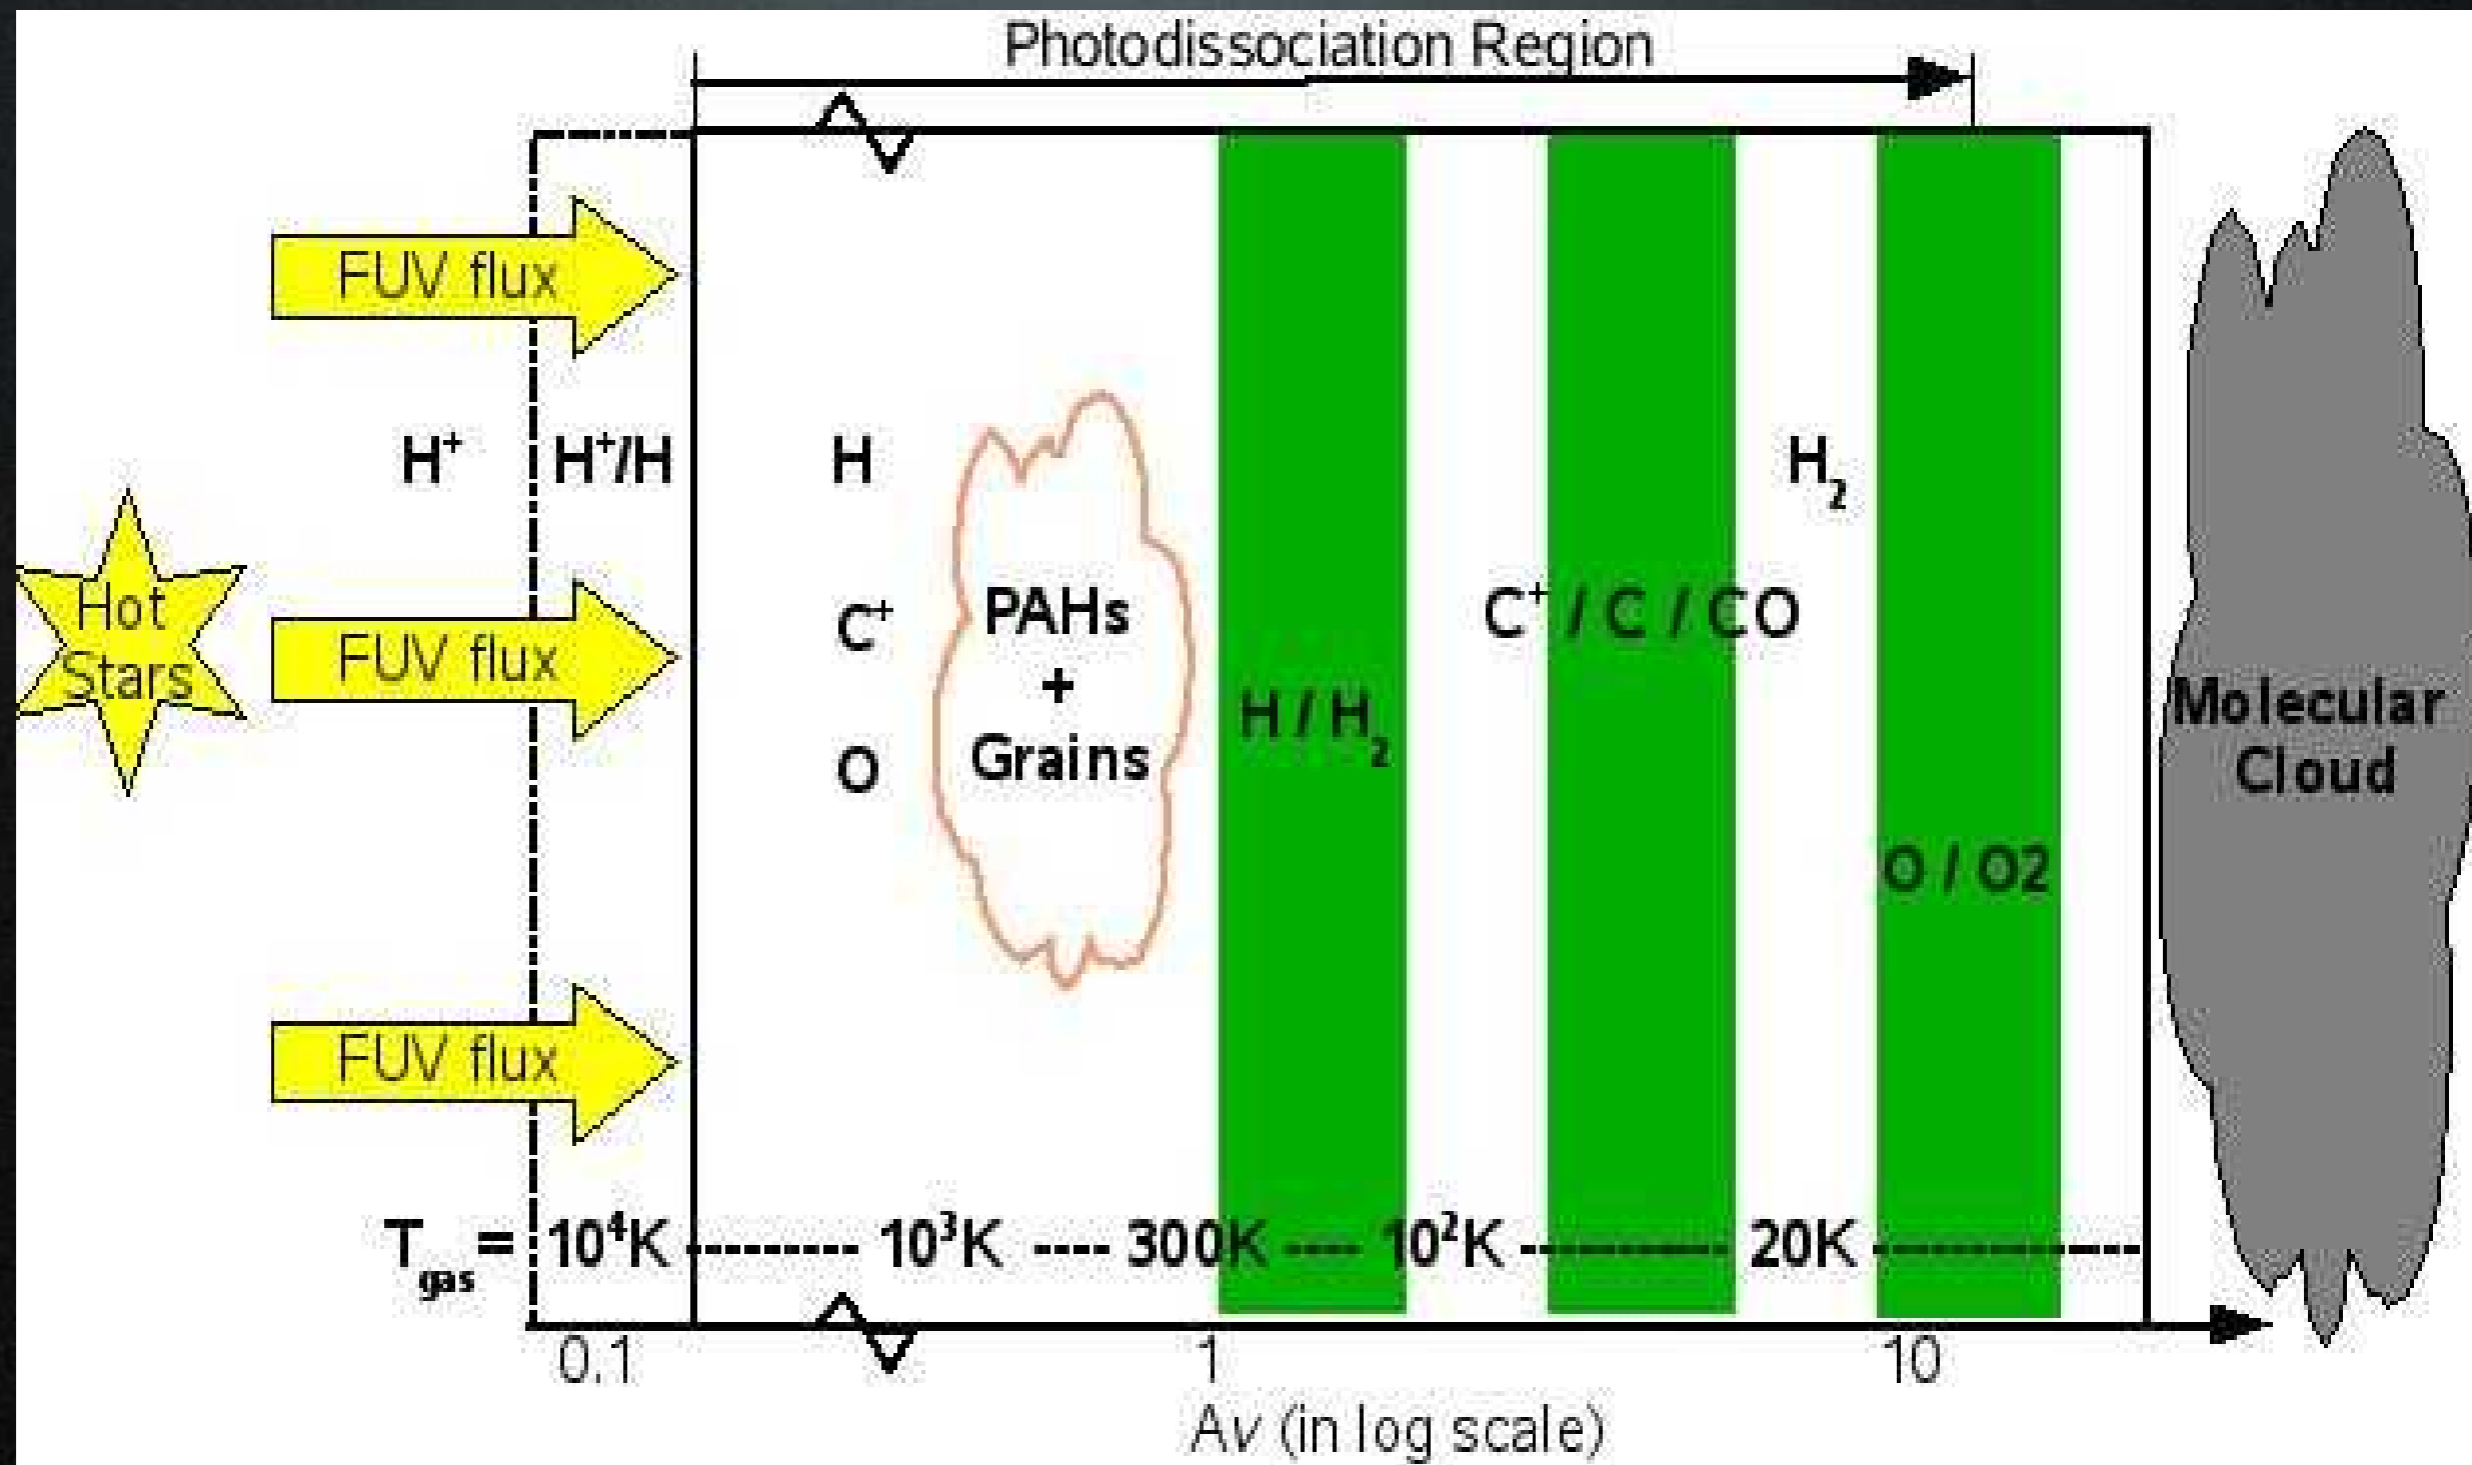 Photodissociation Region
FUV flux
H⁺ H⁺/H H H₂
Hot
Stars
FUV flux
C⁺
PAHs
+
Grains
C⁺ / C / CO
H / H₂
O
Molecular
Cloud
O / O2
FUV flux
Tgas = 10⁴K -------- 10³K ---- 300K ---- 10²K ---------- 20K -------------
0.1 1 10
Av (in log scale)